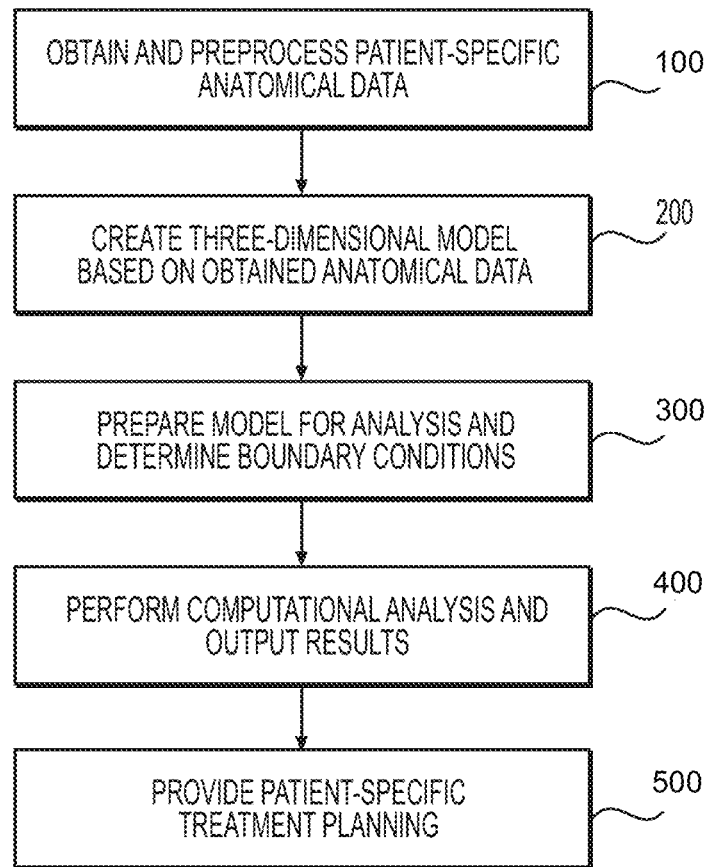 OBTAIN AND PREPROCESS PATIENT-SPECIFIC
ANATOMICAL DATA
100
CREATE THREE-DIMENSIONAL MODEL
BASED ON OBTAINED ANATOMICAL DATA
200
PREPARE MODEL FOR ANALYSIS AND
DETERMINE BOUNDARY CONDITIONS
300
PERFORM COMPUTATIONAL ANALYSIS AND
OUTPUT RESULTS
400
PROVIDE PATIENT-SPECIFIC
TREATMENT PLANNING
500